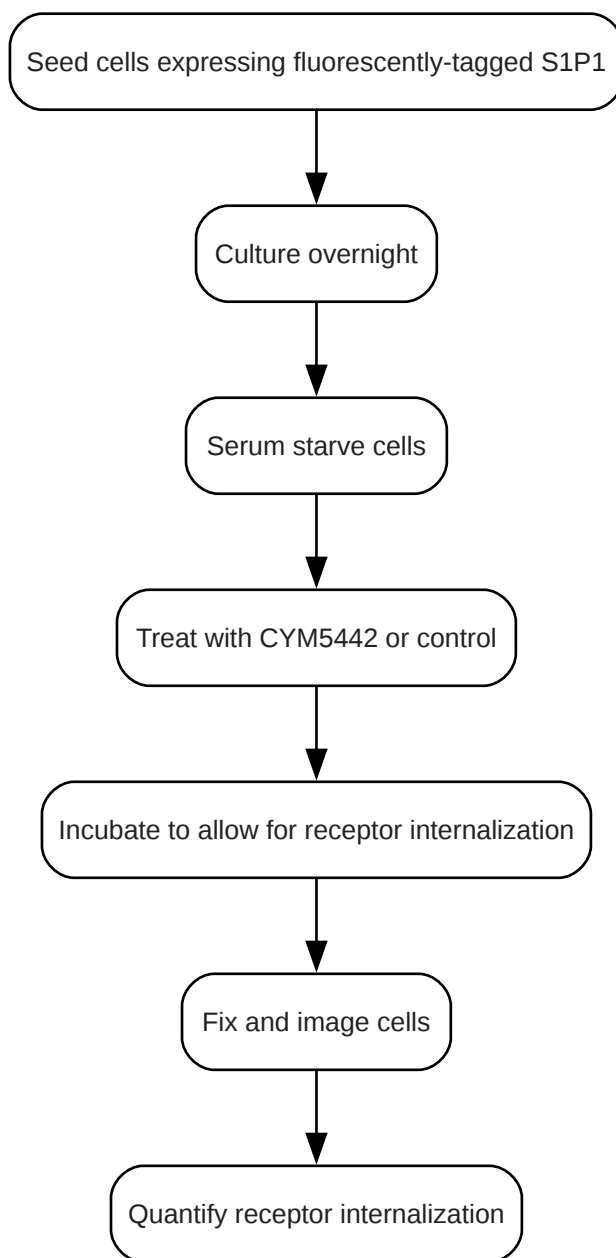 Seed cells expressing fluorescently-tagged S1P1
Culture overnight
Serum starve cells
Treat with CYM5442 or control
Incubate to allow for receptor internalization
Fix and image cells
Quantify receptor internalization